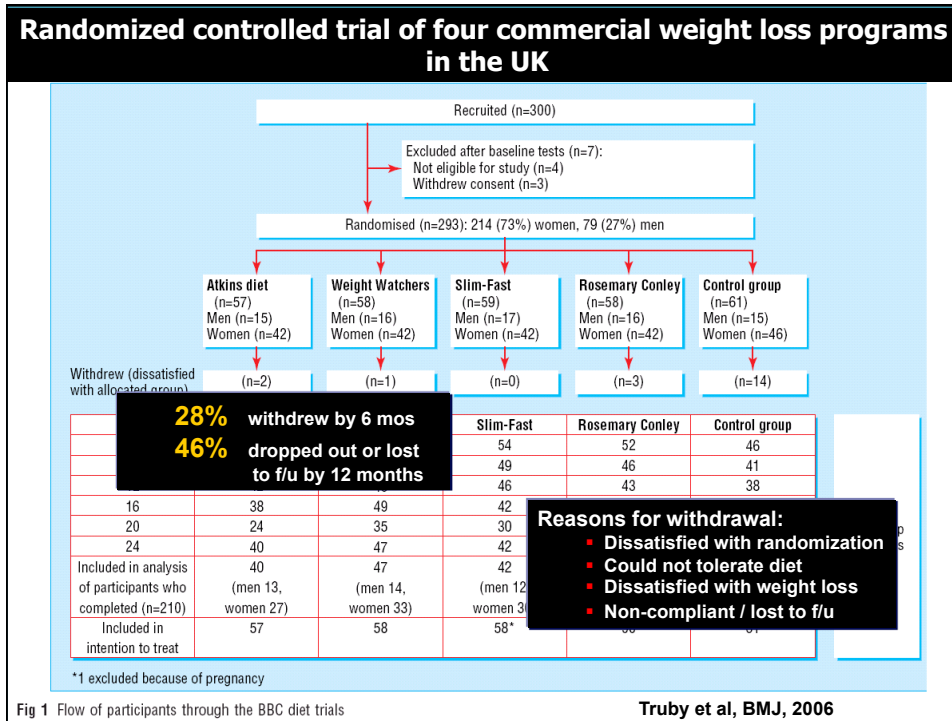 Randomized controlled trial of four commercial weight loss programs
in the UK
Recruited (n=300)
Excluded after baseline tests (n=7):
Not eligible for study (n=4)
Withdrew consent (n=3)
Randomised (n=293): 214 (73%) women, 79 (27%) men
Atkins diet
(n=57)
Men (n=15)
Women (n=42)
Weight Watchers
(n=58)
Men (n=16)
Women (n=42)
Slim-Fast
(n=59)
Men (n=17)
Women (n=42)
Rosemary Conley
(n=58)
Men (n=16)
Women (n=42)
Control group
(n=61)
Men (n=15)
Women (n=46)
Withdrew (dissatisfied
with allocated group)
(n=2)
(n=1)
(n=0)
(n=3)
(n=14)
28% withdrew by 6 mos
46% dropped out or lost
to f/u by 12 months
Slim-Fast Rosemary Conley Control group
54 52 46
49 46 41
46 43 38
16 38 49 42
20 24 35 30
24 40 47 42
Included in analysis
of participants who
completed (n=210)
40
(men 13,
women 27)
47
(men 14,
women 33)
42
(men 12
women
Included in
intention to treat
57 58 58*
Reasons for withdrawal:
▪ Dissatisfied with randomization
▪ Could not tolerate diet
▪ Dissatisfied with weight loss
▪ Non-compliant / lost to f/u
*1 excluded because of pregnancy
Fig 1 Flow of participants through the BBC diet trials
Truby et al, BMJ, 2006